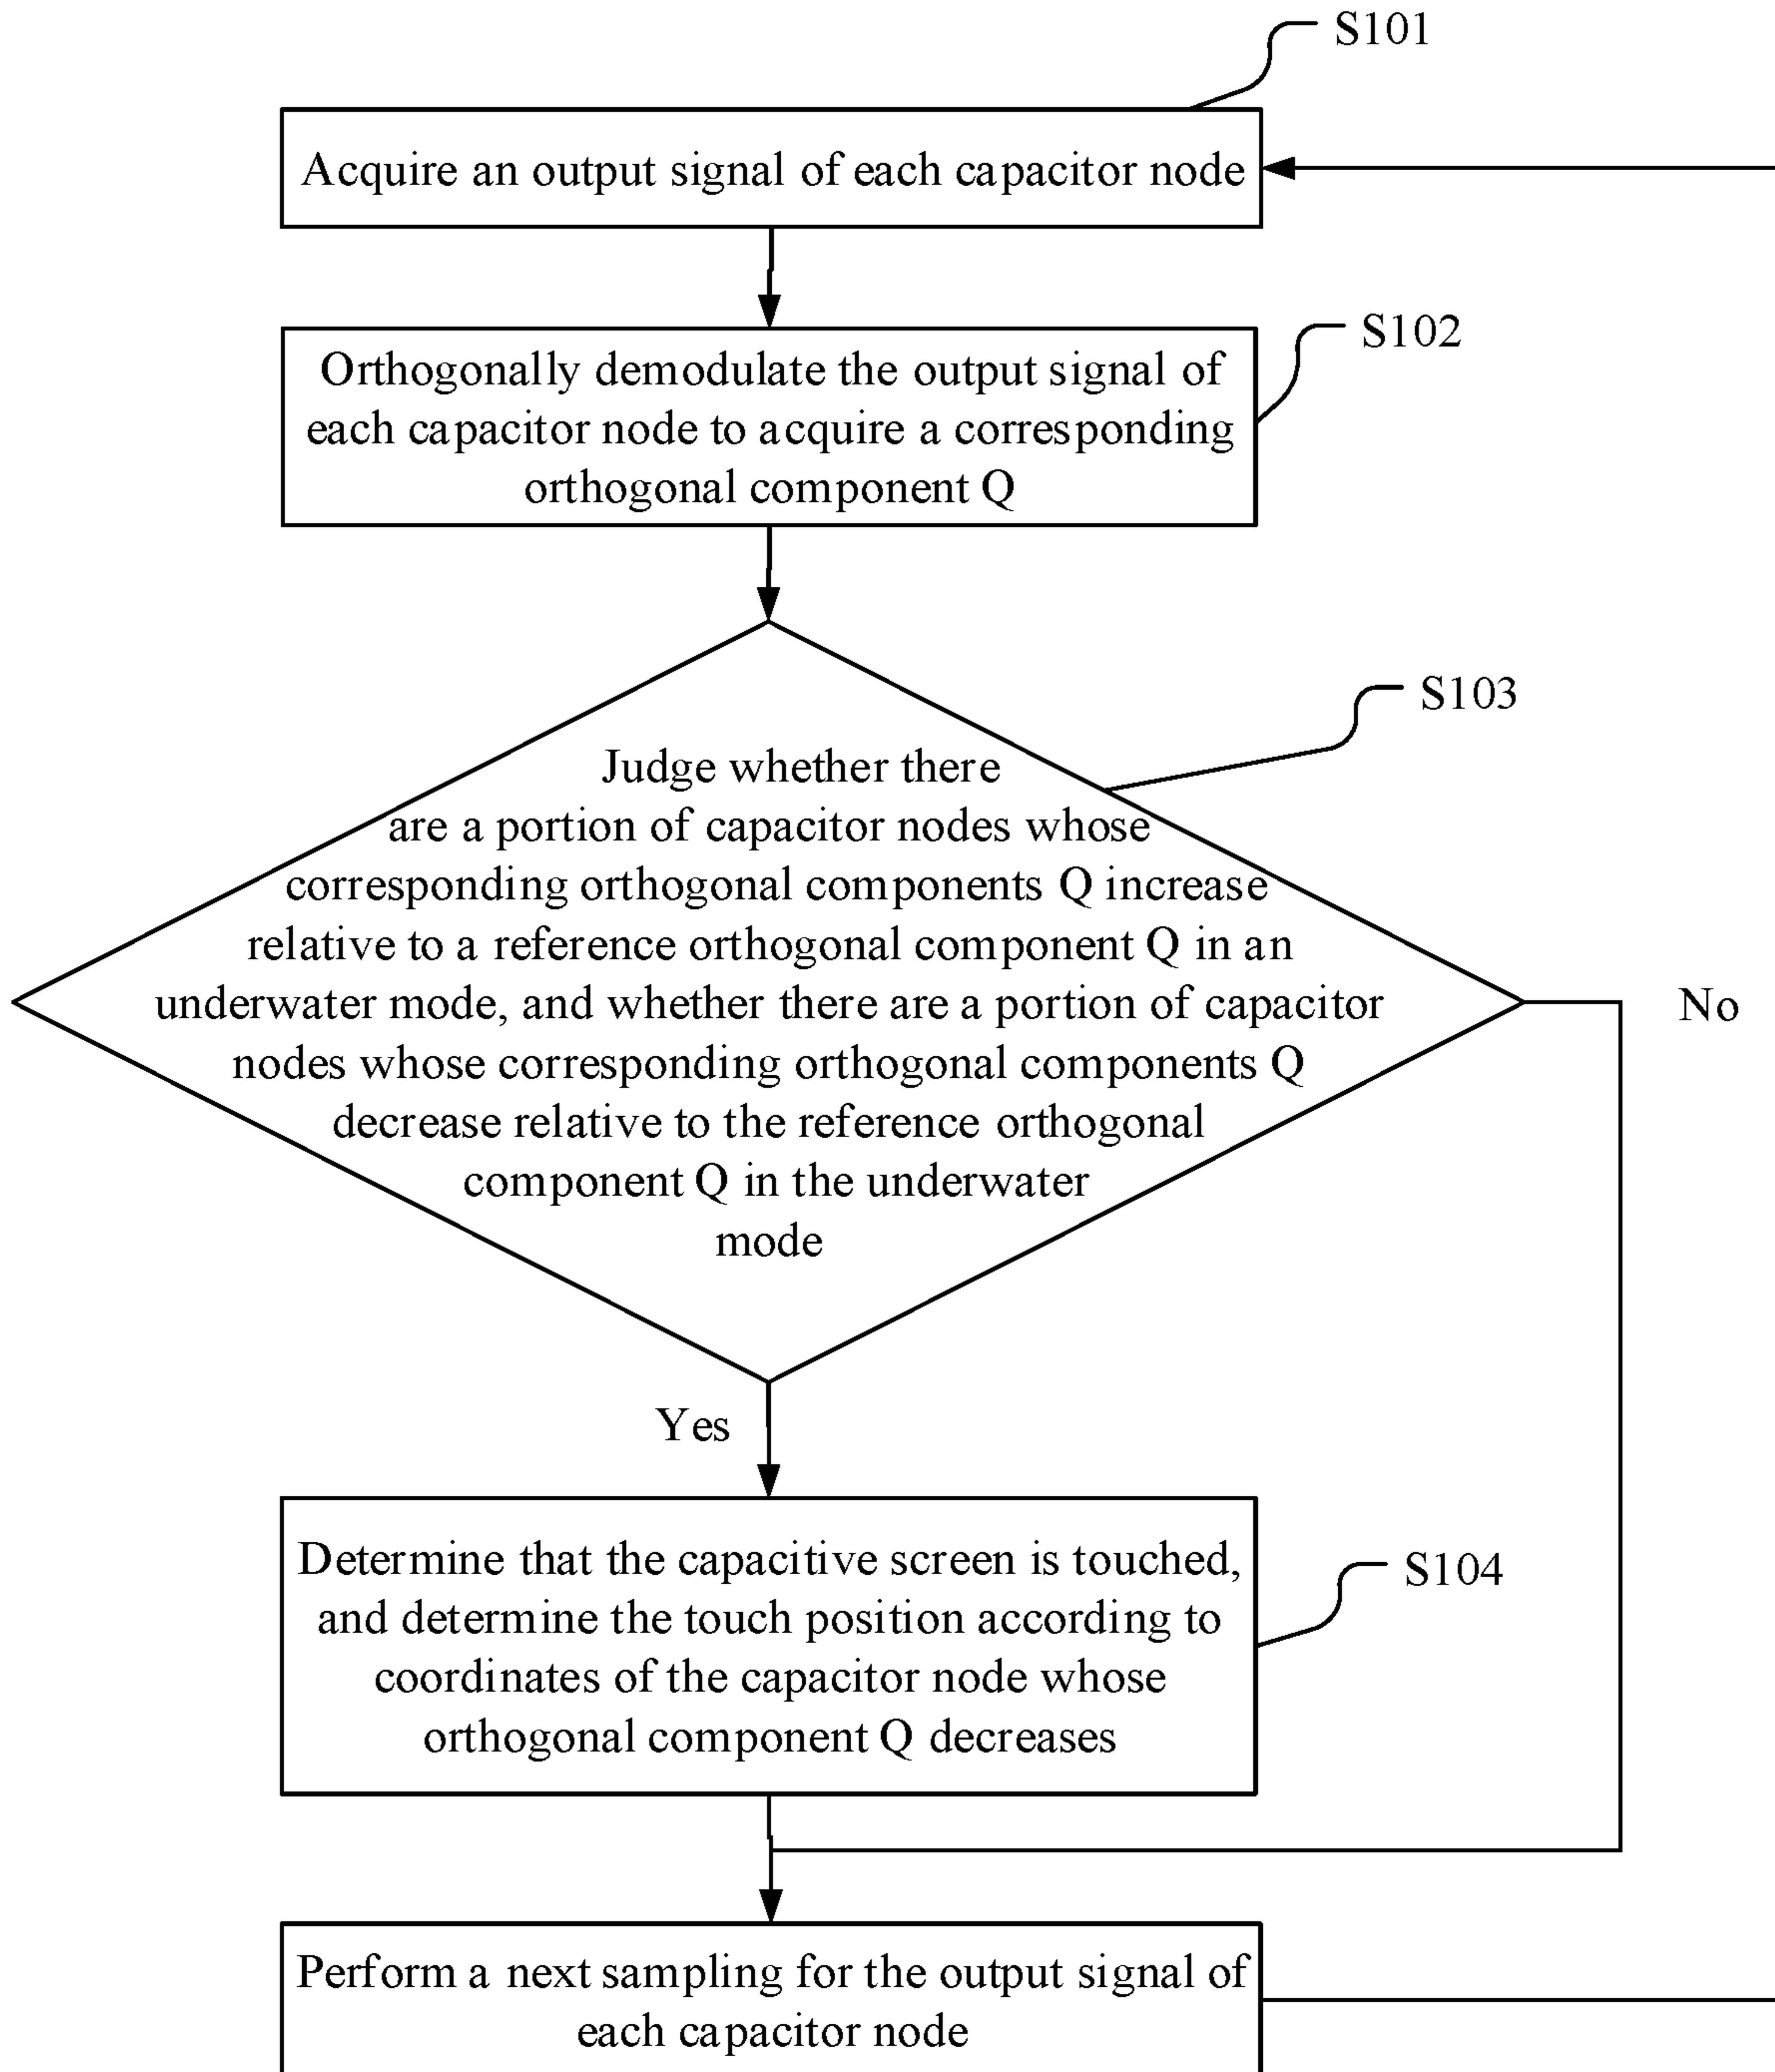 S101
Acquire an output signal of each capacitor node
S102
Orthogonally demodulate the output signal of
each capacitor node to acquire a corresponding
orthogonal component Q
S103
Judge whether there
are a portion of capacitor nodes whose
corresponding orthogonal components Q increase
relative to a reference orthogonal component Q in an
underwater mode, and whether there are a portion of capacitor
nodes whose corresponding orthogonal components Q
decrease relative to the reference orthogonal
component Q in the underwater
mode
No
Yes
Determine that the capacitive screen is touched,
and determine the touch position according to
coordinates of the capacitor node whose
orthogonal component Q decreases
S104
Perform a next sampling for the output signal of
each capacitor node